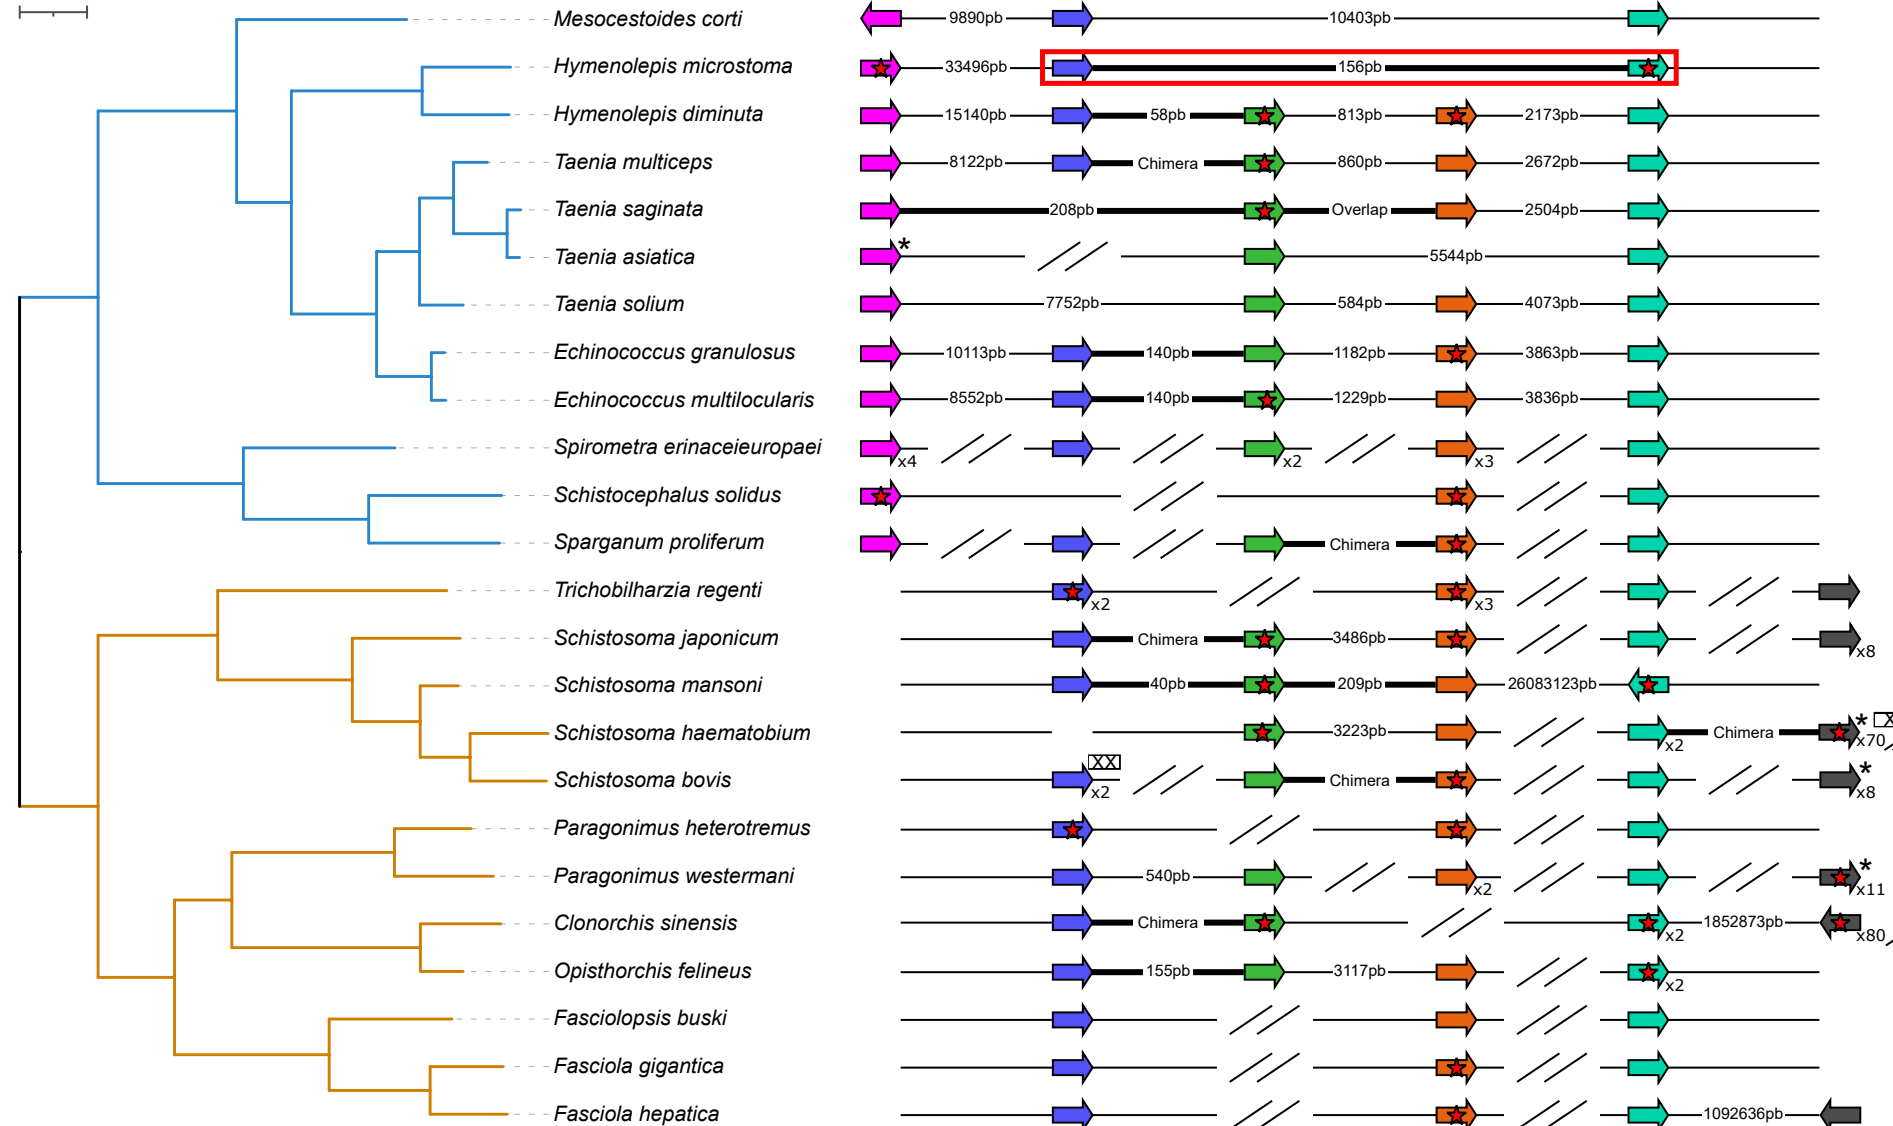 Mesocestoides corti 9890pb 10403pb
Hymenolepis microstoma 33496pb 156pb
Hymenolepis diminuta 15140pb 58pb 813pb 2173pb
Taenia multiceps 8122pb Chimera 860pb 2672pb
Taenia saginata 208pb Overlap 2504pb
Taenia asiatica * 5544pb
Taenia solium 7752pb 584pb 4073pb
Echinococcus granulosus 10113pb 140pb 1182pb 3863pb
Echinococcus multilocularis 8552pb 140pb 1229pb 3836pb
Spirometra erinaceieuropaei x4 x2 x3
Schistocephalus solidus
Sparganum proliferum Chimera
Trichobilharzia regenti x2 x3
Schistosoma japonicum Chimera 3486pb x8
Schistosoma mansoni 40pb 209pb 26083123pb
Schistosoma haematobium 3223pb x2 Chimera * x70
Schistosoma bovis XX x2 Chimera * x8
Paragonimus heterotremus
Paragonimus westermani 540pb x2 * x11
Clonorchis sinensis Chimera x2 1852873pb x80
Opisthorchis felineus 155pb 3117pb x2
Fasciolopsis buski
Fasciola gigantica
Fasciola hepatica 1092636pb